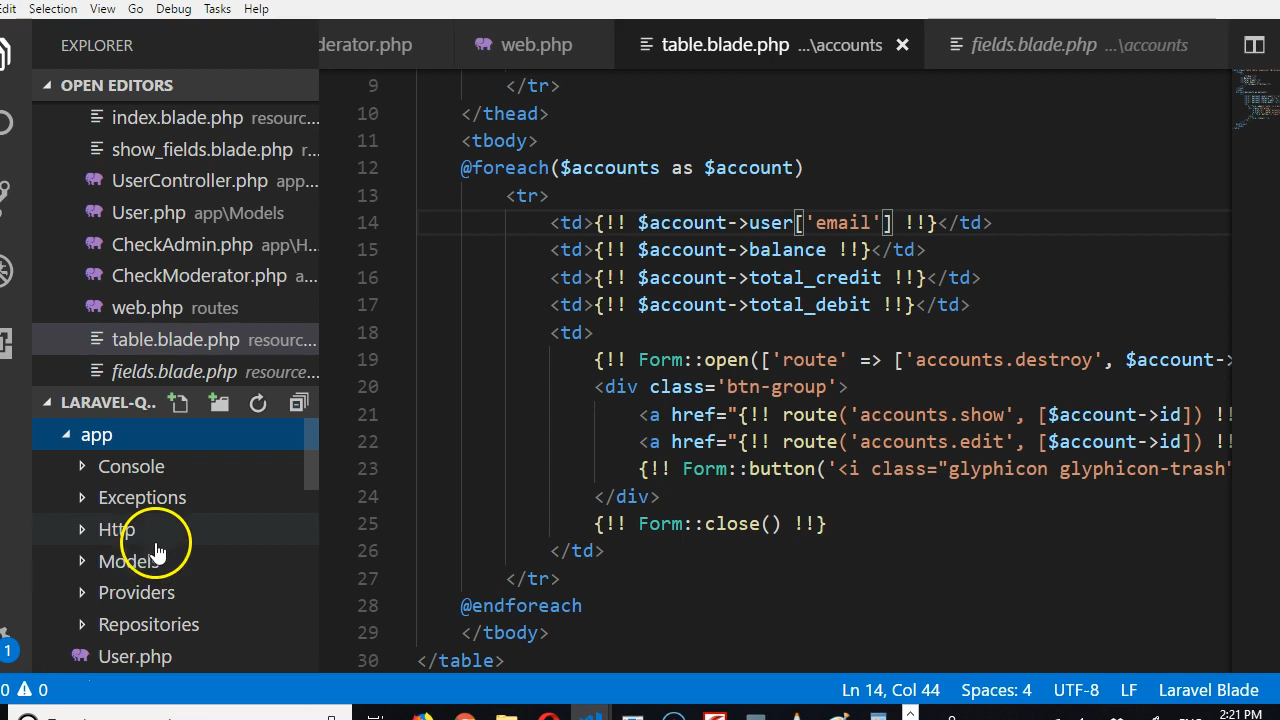 Edit Selection View Go Debug Tasks Help
EXPLORER
OPEN EDITORS
index.blade.php resourc...
show_fields.blade.php r...
UserController.php app...
User.php app\Models
CheckAdmin.php app\H...
CheckModerator.php a...
web.php routes
table.blade.php resourc...
fields.blade.php resource...
LARAVEL-Q..
app
Console
Exceptions
Http
Models
Providers
Repositories
User.php
derator.php web.php table.blade.php ...\accounts fields.blade.php ...\accounts
9 </tr>
10 </thead>
11 <tbody>
12 @foreach($accounts as $account)
13 <tr>
14 <td>{!! $account->user['email'] !!}</td>
15 <td>{!! $account->balance !!}</td>
16 <td>{!! $account->total_credit !!}</td>
17 <td>{!! $account->total_debit !!}</td>
18 <td>
19 {!! Form::open(['route' => ['accounts.destroy', $account->
20 <div class='btn-group'>
21 <a href="{!! route('accounts.show', [$account->id]) !!
22 <a href="{!! route('accounts.edit', [$account->id]) !!
23 {!! Form::button('<i class="glyphicon glyphicon-trash"
24 </div>
25 {!! Form::close() !!}
26 </td>
27 </tr>
28 @endforeach
29 </tbody>
30 </table>
1
0 0 Ln 14, Col 44 Spaces: 4 UTF-8 LF Laravel Blade
2:21 PM